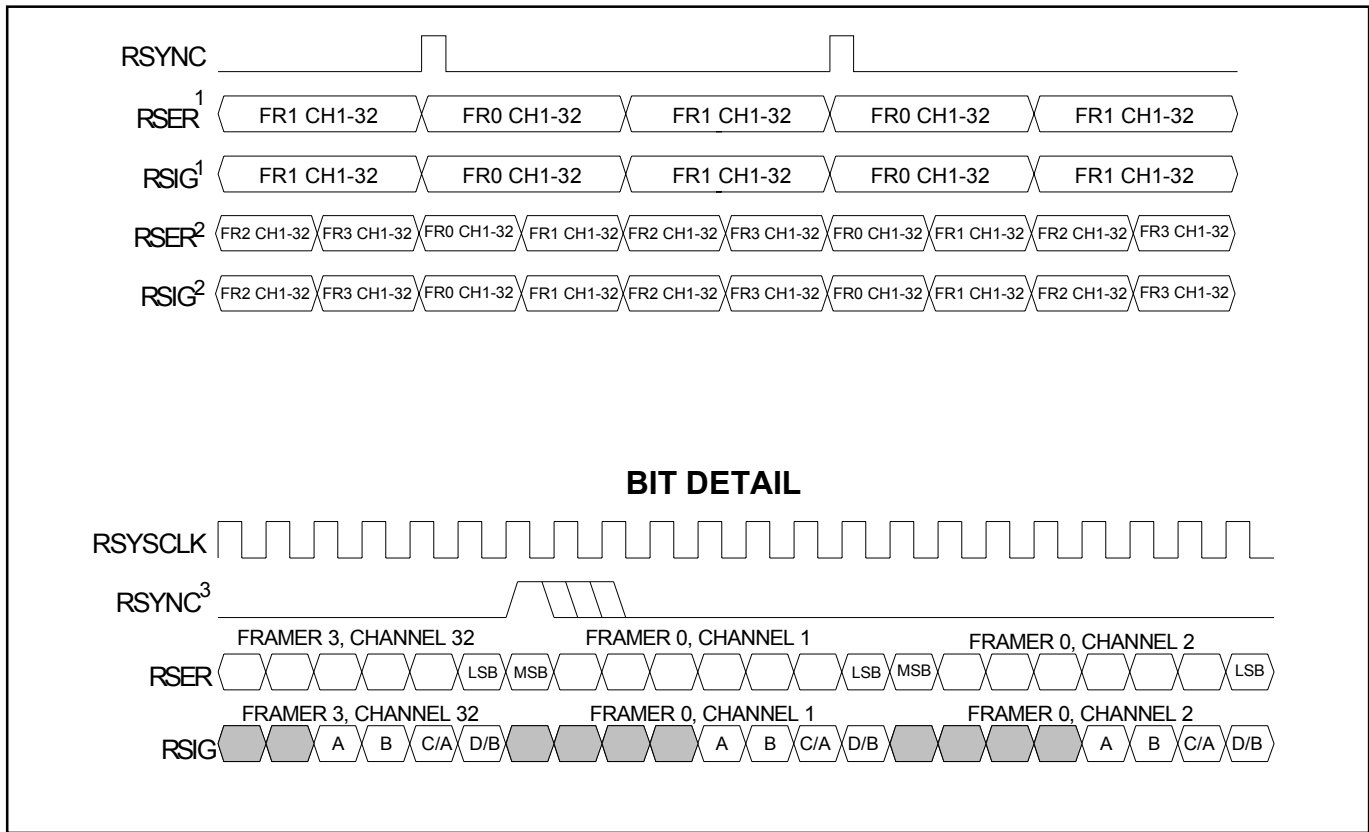 RSYNC
RSER1 FR1 CH1-32 FR0 CH1-32 FR1 CH1-32 FR0 CH1-32 FR1 CH1-32
RSIG1 FR1 CH1-32 FR0 CH1-32 FR1 CH1-32 FR0 CH1-32 FR1 CH1-32
RSER2 FR2 CH1-32 FR3 CH1-32 FR0 CH1-32 FR1 CH1-32 FR2 CH1-32 FR3 CH1-32 FR0 CH1-32 FR1 CH1-32 FR2 CH1-32 FR3 CH1-32
RSIG2 FR2 CH1-32 FR3 CH1-32 FR0 CH1-32 FR1 CH1-32 FR2 CH1-32 FR3 CH1-32 FR0 CH1-32 FR1 CH1-32 FR2 CH1-32 FR3 CH1-32
BIT DETAIL
RSYSCLK
RSYNC3
FRAMER 3, CHANNEL 32 FRAMER 0, CHANNEL 1 FRAMER 0, CHANNEL 2
RSER LSB MSB LSB MSB LSB
FRAMER 3, CHANNEL 32 FRAMER 0, CHANNEL 1 FRAMER 0, CHANNEL 2
RSIG A B C/A D/B A B C/A D/B A B C/A D/B